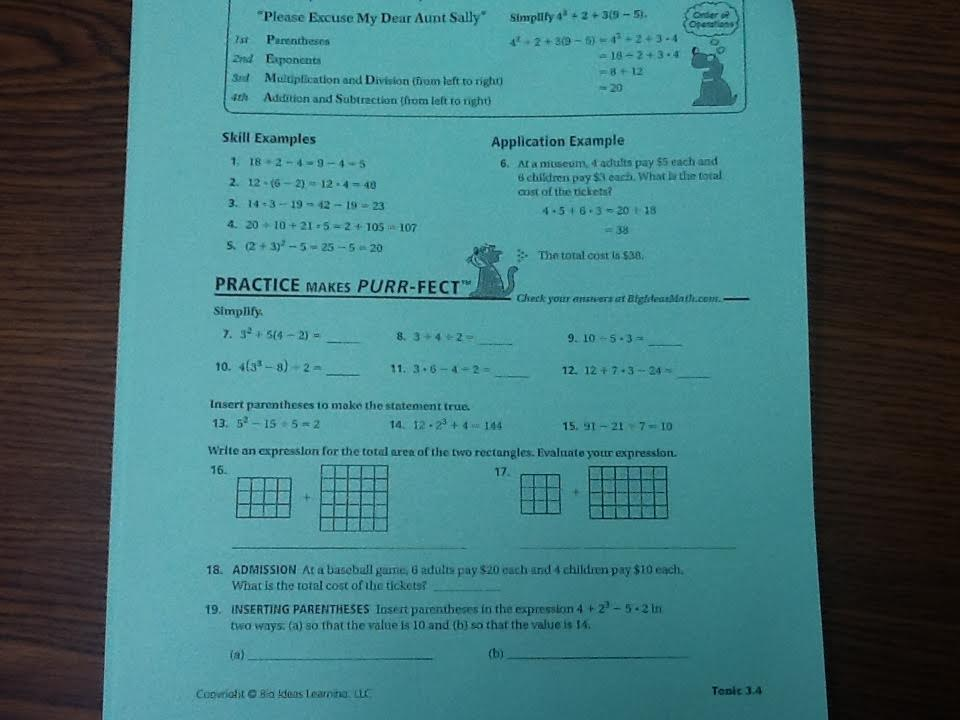 "Please Excuse My Dear Aunt Sally"
Simplify 4² ÷ 2 + 3(9 − 5).
Order of
Operations
1st Parentheses
4² ÷ 2 + 3(9 − 5) = 4² ÷ 2 + 3 • 4
2nd Exponents
= 16 ÷ 2 + 3 • 4
3rd Multiplication and Division (from left to right)
= 8 + 12
4th Addition and Subtraction (from left to right)
= 20
Skill Examples
1. 18 ÷ 2 − 4 = 9 − 4 = 5
2. 12 • (6 − 2) = 12 • 4 = 48
3. 14 • 3 − 19 = 42 − 19 = 23
4. 20 ÷ 10 + 21 • 5 = 2 + 105 = 107
5. (2 + 3)² − 5 = 25 − 5 = 20
Application Example
6. At a museum, 4 adults pay $5 each and
6 children pay $3 each. What is the total
cost of the tickets?
4 • 5 + 6 • 3 = 20 + 18
= 38
The total cost is $38.
PRACTICE MAKES PURR-FECT™
Check your answers at BigIdeasMath.com.
Simplify.
7. 3² + 5(4 − 2) = ____
8. 3 + 4 ÷ 2 = ____
9. 10 − 5 • 3 = ____
10. 4(3³ − 8) ÷ 2 = ____
11. 3 • 6 − 4 ÷ 2 = ____
12. 12 + 7 • 3 − 24 = ____
Insert parentheses to make the statement true.
13. 5² − 15 ÷ 5 = 2
14. 12 • 2³ + 4 = 144
15. 91 − 21 ÷ 7 = 10
Write an expression for the total area of the two rectangles. Evaluate your expression.
16. +
17. +
18. ADMISSION At a baseball game, 6 adults pay $20 each and 4 children pay $10 each.
What is the total cost of the tickets? ____
19. INSERTING PARENTHESES Insert parentheses in the expression 4 + 2³ − 5 • 2 in
two ways: (a) so that the value is 10 and (b) so that the value is 14.
(a) ____ (b) ____
Copyright © Big Ideas Learning, LLC
Topic 3.4